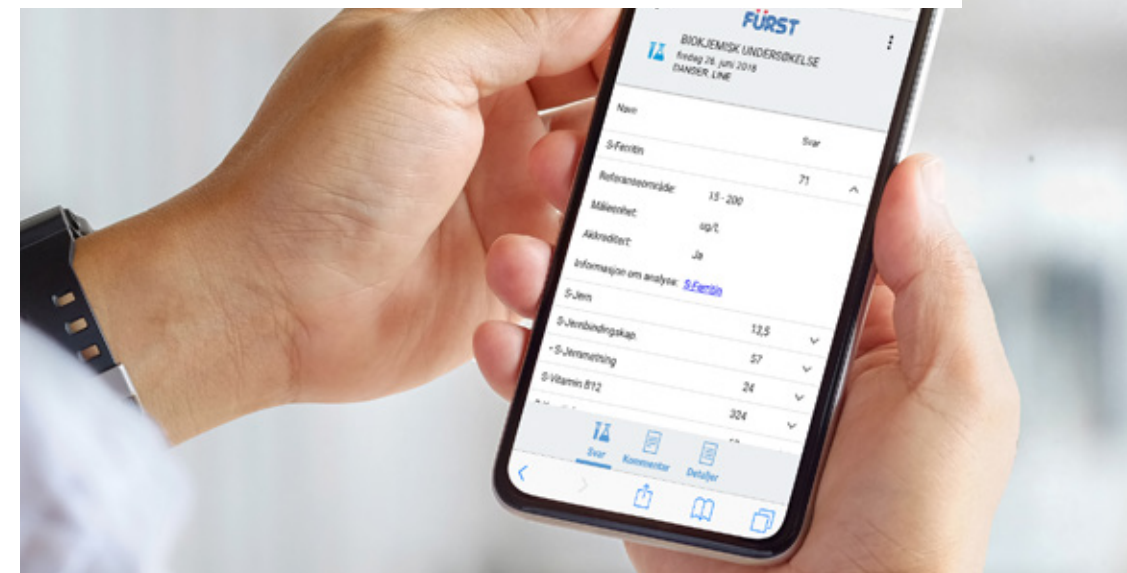 FÜRST
BIOKJEMISK UNDERSØKELSE
fredag 26. juni 2018
DANSER, LINE
Navn Svar
S-Ferritin 71
Referanseområde: 15 - 200
Måleenhet: ug/L
Akkreditert: Ja
Informasjon om analyse: S-Ferritin
S-Jern 12,5
S-Jernbindingskap. 57
- S-Jernmetning 24
S-Vitamin B12 324
Svar Kommentar Detaljer